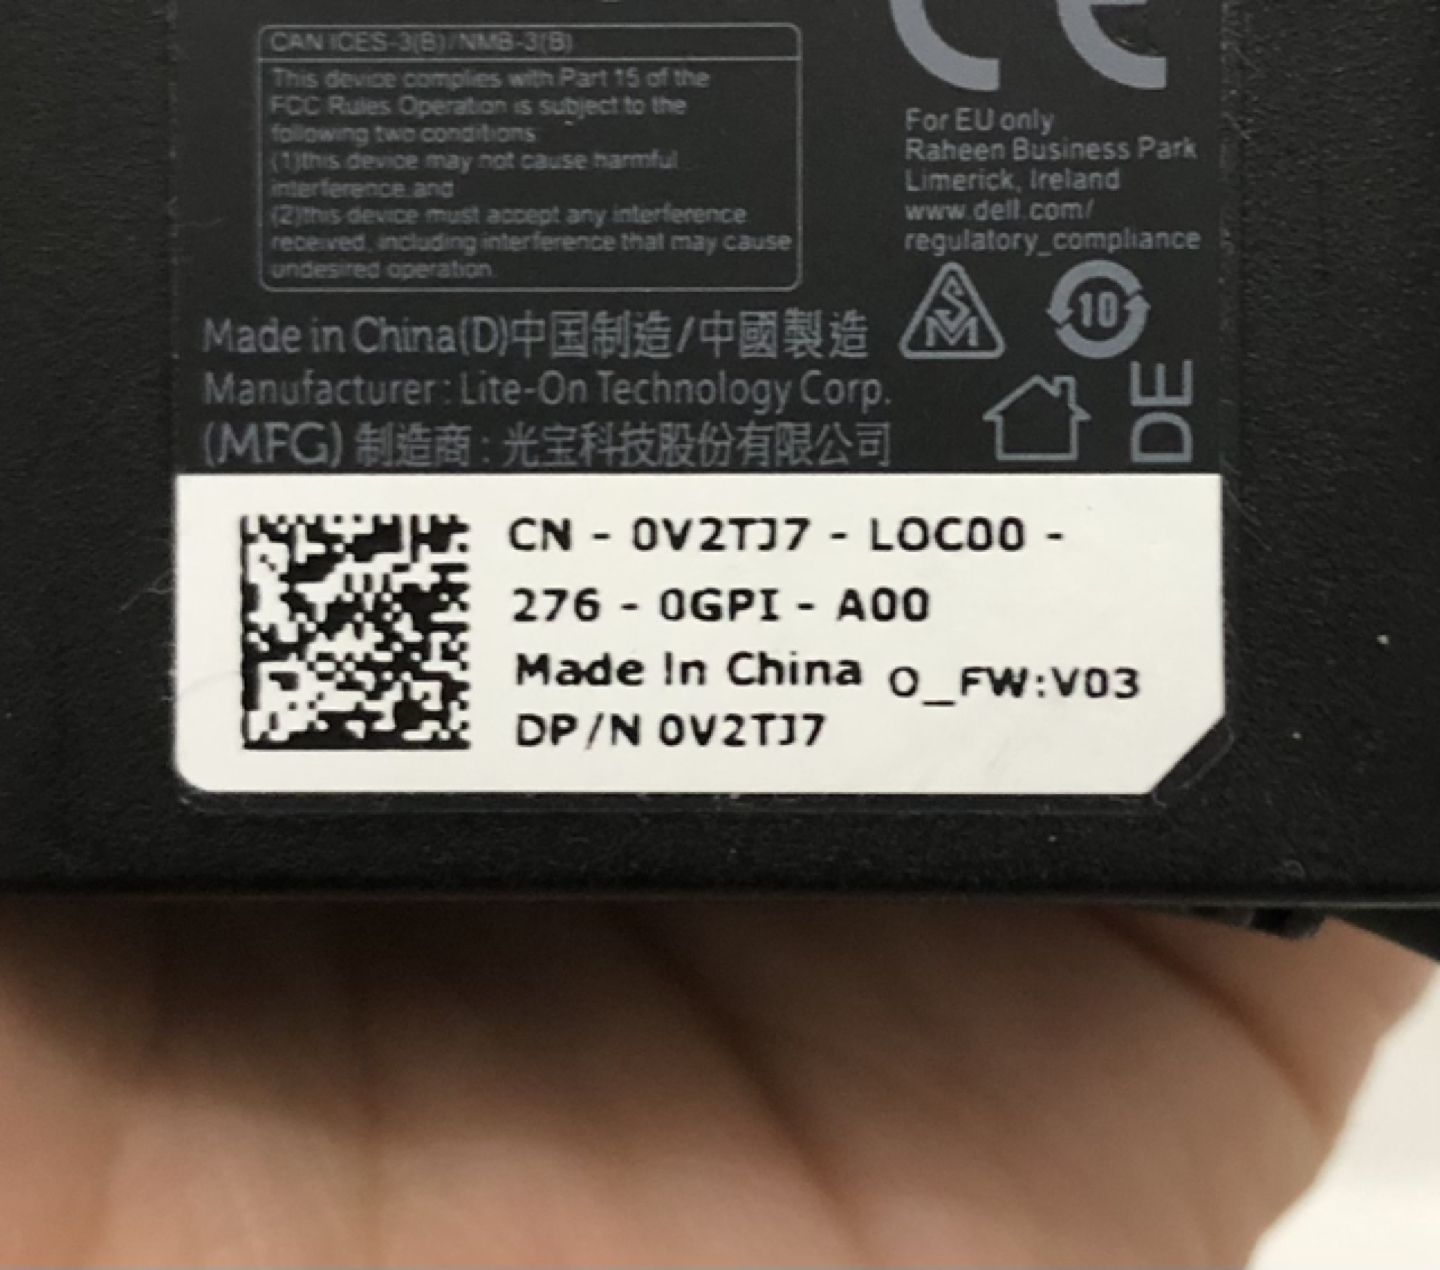 CAN ICES-3(B)/NMB-3(B)
This device complies with Part 15 of the
FCC Rules. Operation is subject to the
following two conditions:
(1)this device may not cause harmful
interference.and
(2)this device must accept any interference
received, including interference that may cause
undesired operation.
CE
For EU only
Raheen Business Park
Limerick, Ireland
www.dell.com/
regulatory_compliance
10
Made in China(D)中国制造/中國製造
Manufacturer: Lite-On Technology Corp.
(MFG) 制造商: 光宝科技股份有限公司
DE
CN - 0V2TJ7 - LOC00 -
276 - 0GPI - A00
Made In China O_FW:V03
DP/N 0V2TJ7